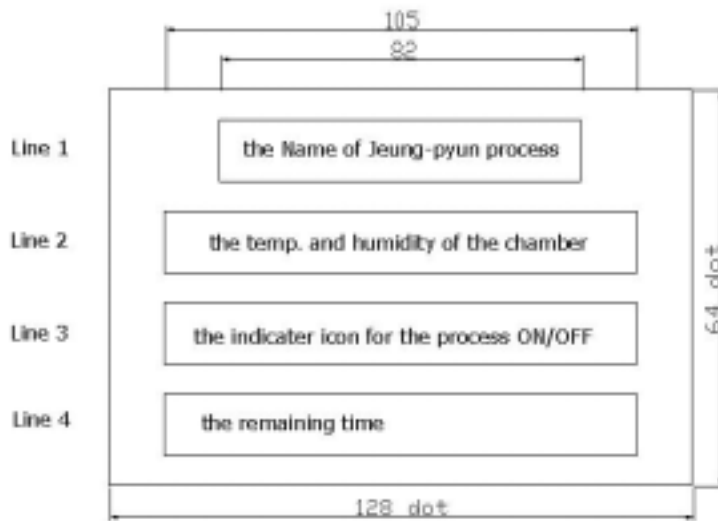 105
82
Line 1 the Name of Jeung-pyun process
Line 2 the temp. and humidity of the chamber
Line 3 the indicater icon for the process ON/OFF
Line 4 the remaining time
64 dot
128 dot